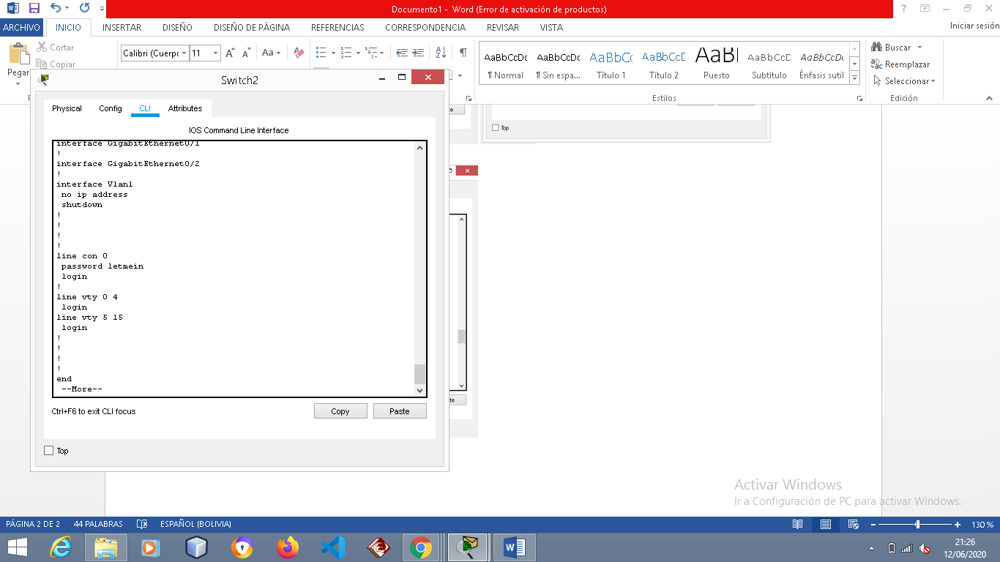 Documento1 - Word (Error de activación de productos)
ARCHIVO INICIO INSERTAR DISEÑO DISEÑO DE PÁGINA REFERENCIAS CORRESPONDENCIA REVISAR VISTA Iniciar sesión
Cortar
Copiar
Pegar
Calibri (Cuerpo 11
AaBbCcDc AaBbCcDc AaBbCc AaBbCcD AaBl AaBbCcD AaBbCcDc
¶ Normal ¶ Sin espa... Título 1 Título 2 Puesto Subtítulo Énfasis sutil
Estilos
Buscar
Reemplazar
Seleccionar
Edición
Switch2
Physical Config CLI Attributes
IOS Command Line Interface
interface GigabitEthernet0/1
!
interface GigabitEthernet0/2
!
interface Vlan1
no ip address
shutdown
!
!
!
!
line con 0
password letmein
login
!
line vty 0 4
login
line vty 5 15
login
!
!
!
!
end
--More--
Ctrl+F6 to exit CLI focus
Copy Paste
Top
Top
Activar Windows
Ir a Configuración de PC para activar Windows.
PÁGINA 2 DE 2 44 PALABRAS ESPAÑOL (BOLIVIA) 130 %
21:26
12/06/2020